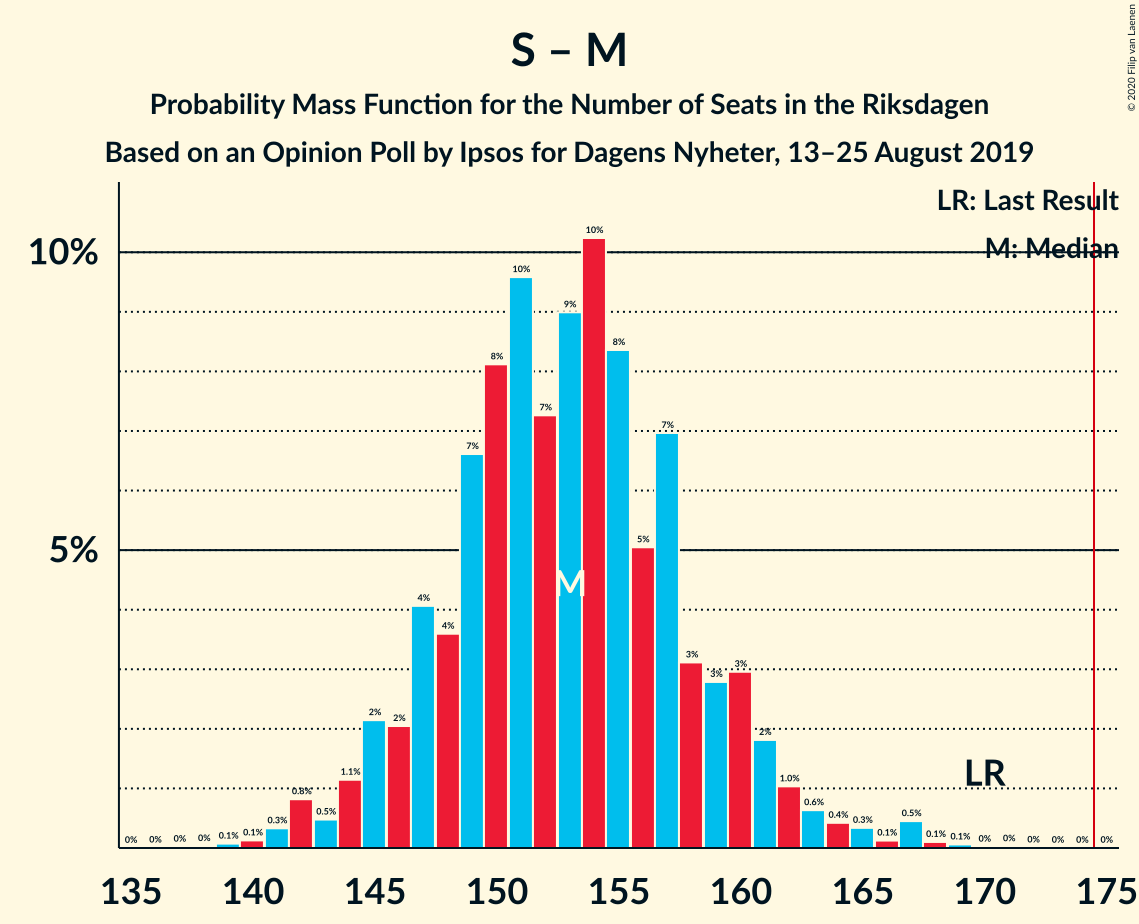 S – M
Probability Mass Function for the Number of Seats in the Riksdagen
Based on an Opinion Poll by Ipsos for Dagens Nyheter, 13–25 August 2019
© 2020 Filip van Laenen
LR: Last Result
M: Median
10%
5%
0% 0% 0% 0% 0.1% 0.1% 0.3% 0.8% 0.5% 1.1% 2% 2% 4% 4% 7% 8% 10% 7% 9% 10% 8% 5% 7% 3% 3% 3% 2% 1.0% 0.6% 0.4% 0.3% 0.1% 0.5% 0.1% 0.1% 0% 0% 0% 0% 0% 0%
M
LR
135 140 145 150 155 160 165 170 175